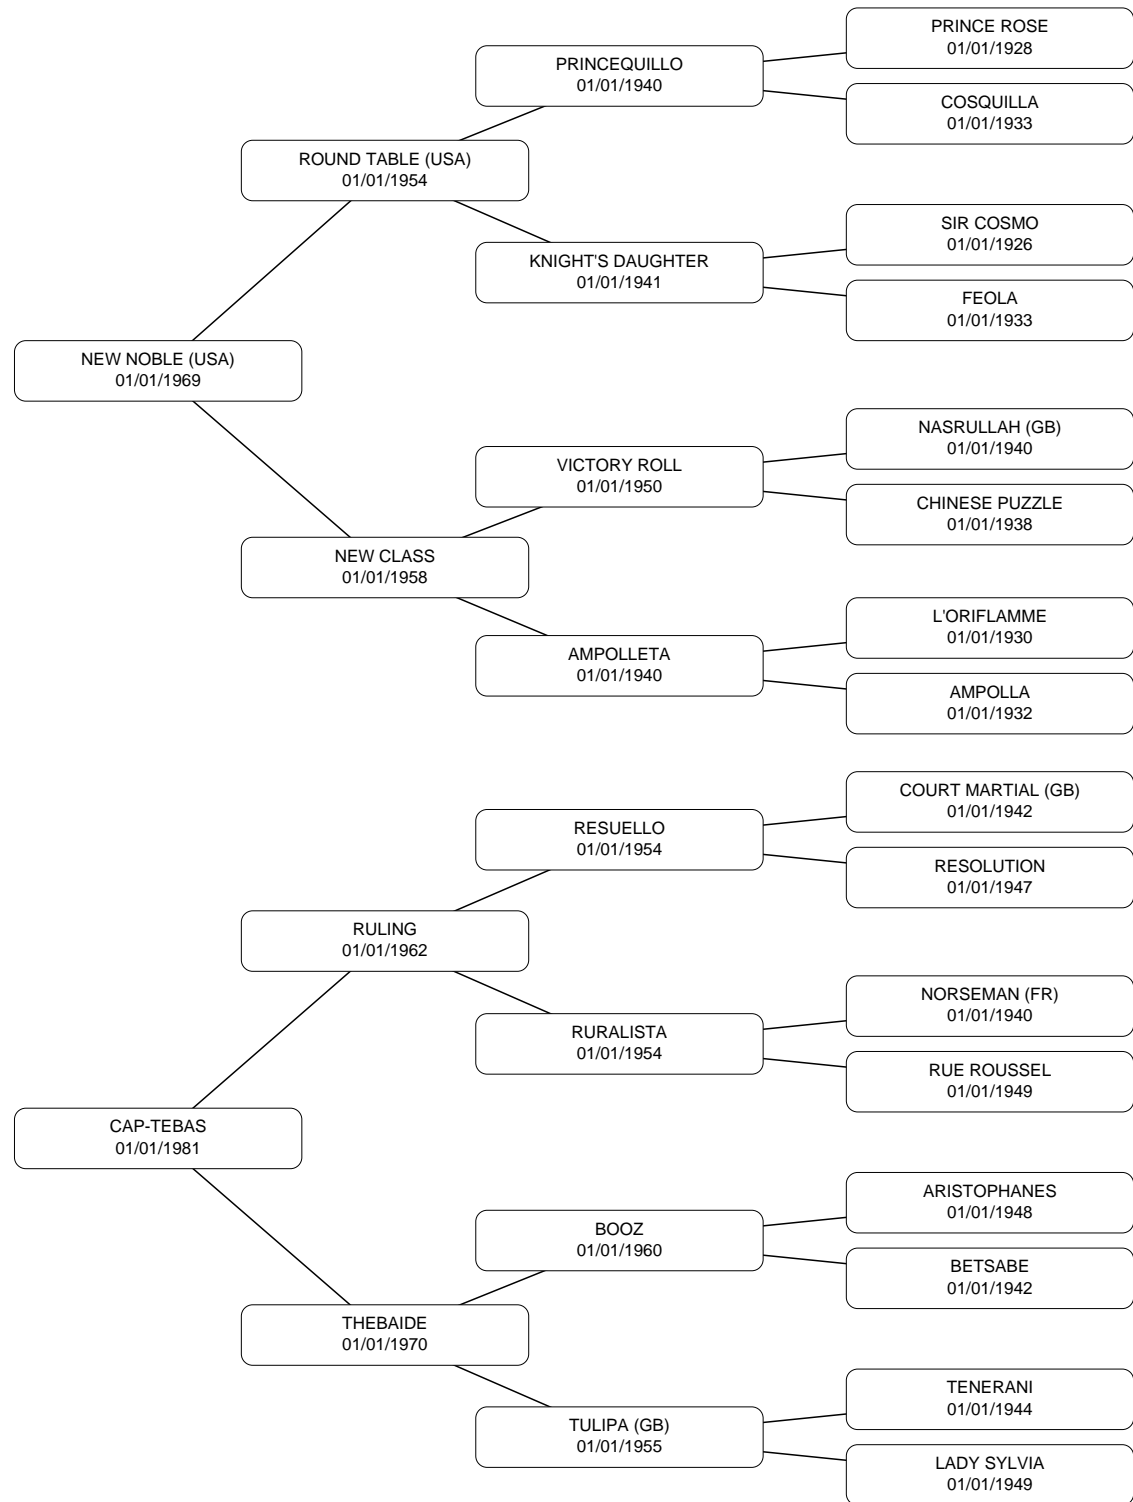 PRINCE ROSE
01/01/1928
PRINCEQUILLO
01/01/1940
COSQUILLA
01/01/1933
ROUND TABLE (USA)
01/01/1954
SIR COSMO
01/01/1926
KNIGHT'S DAUGHTER
01/01/1941
FEOLA
01/01/1933
NEW NOBLE (USA)
01/01/1969
NASRULLAH (GB)
01/01/1940
VICTORY ROLL
01/01/1950
CHINESE PUZZLE
01/01/1938
NEW CLASS
01/01/1958
L'ORIFLAMME
01/01/1930
AMPOLLETA
01/01/1940
AMPOLLA
01/01/1932
COURT MARTIAL (GB)
01/01/1942
RESUELLO
01/01/1954
RESOLUTION
01/01/1947
RULING
01/01/1962
NORSEMAN (FR)
01/01/1940
RURALISTA
01/01/1954
RUE ROUSSEL
01/01/1949
CAP-TEBAS
01/01/1981
ARISTOPHANES
01/01/1948
BOOZ
01/01/1960
BETSABE
01/01/1942
THEBAIDE
01/01/1970
TENERANI
01/01/1944
TULIPA (GB)
01/01/1955
LADY SYLVIA
01/01/1949